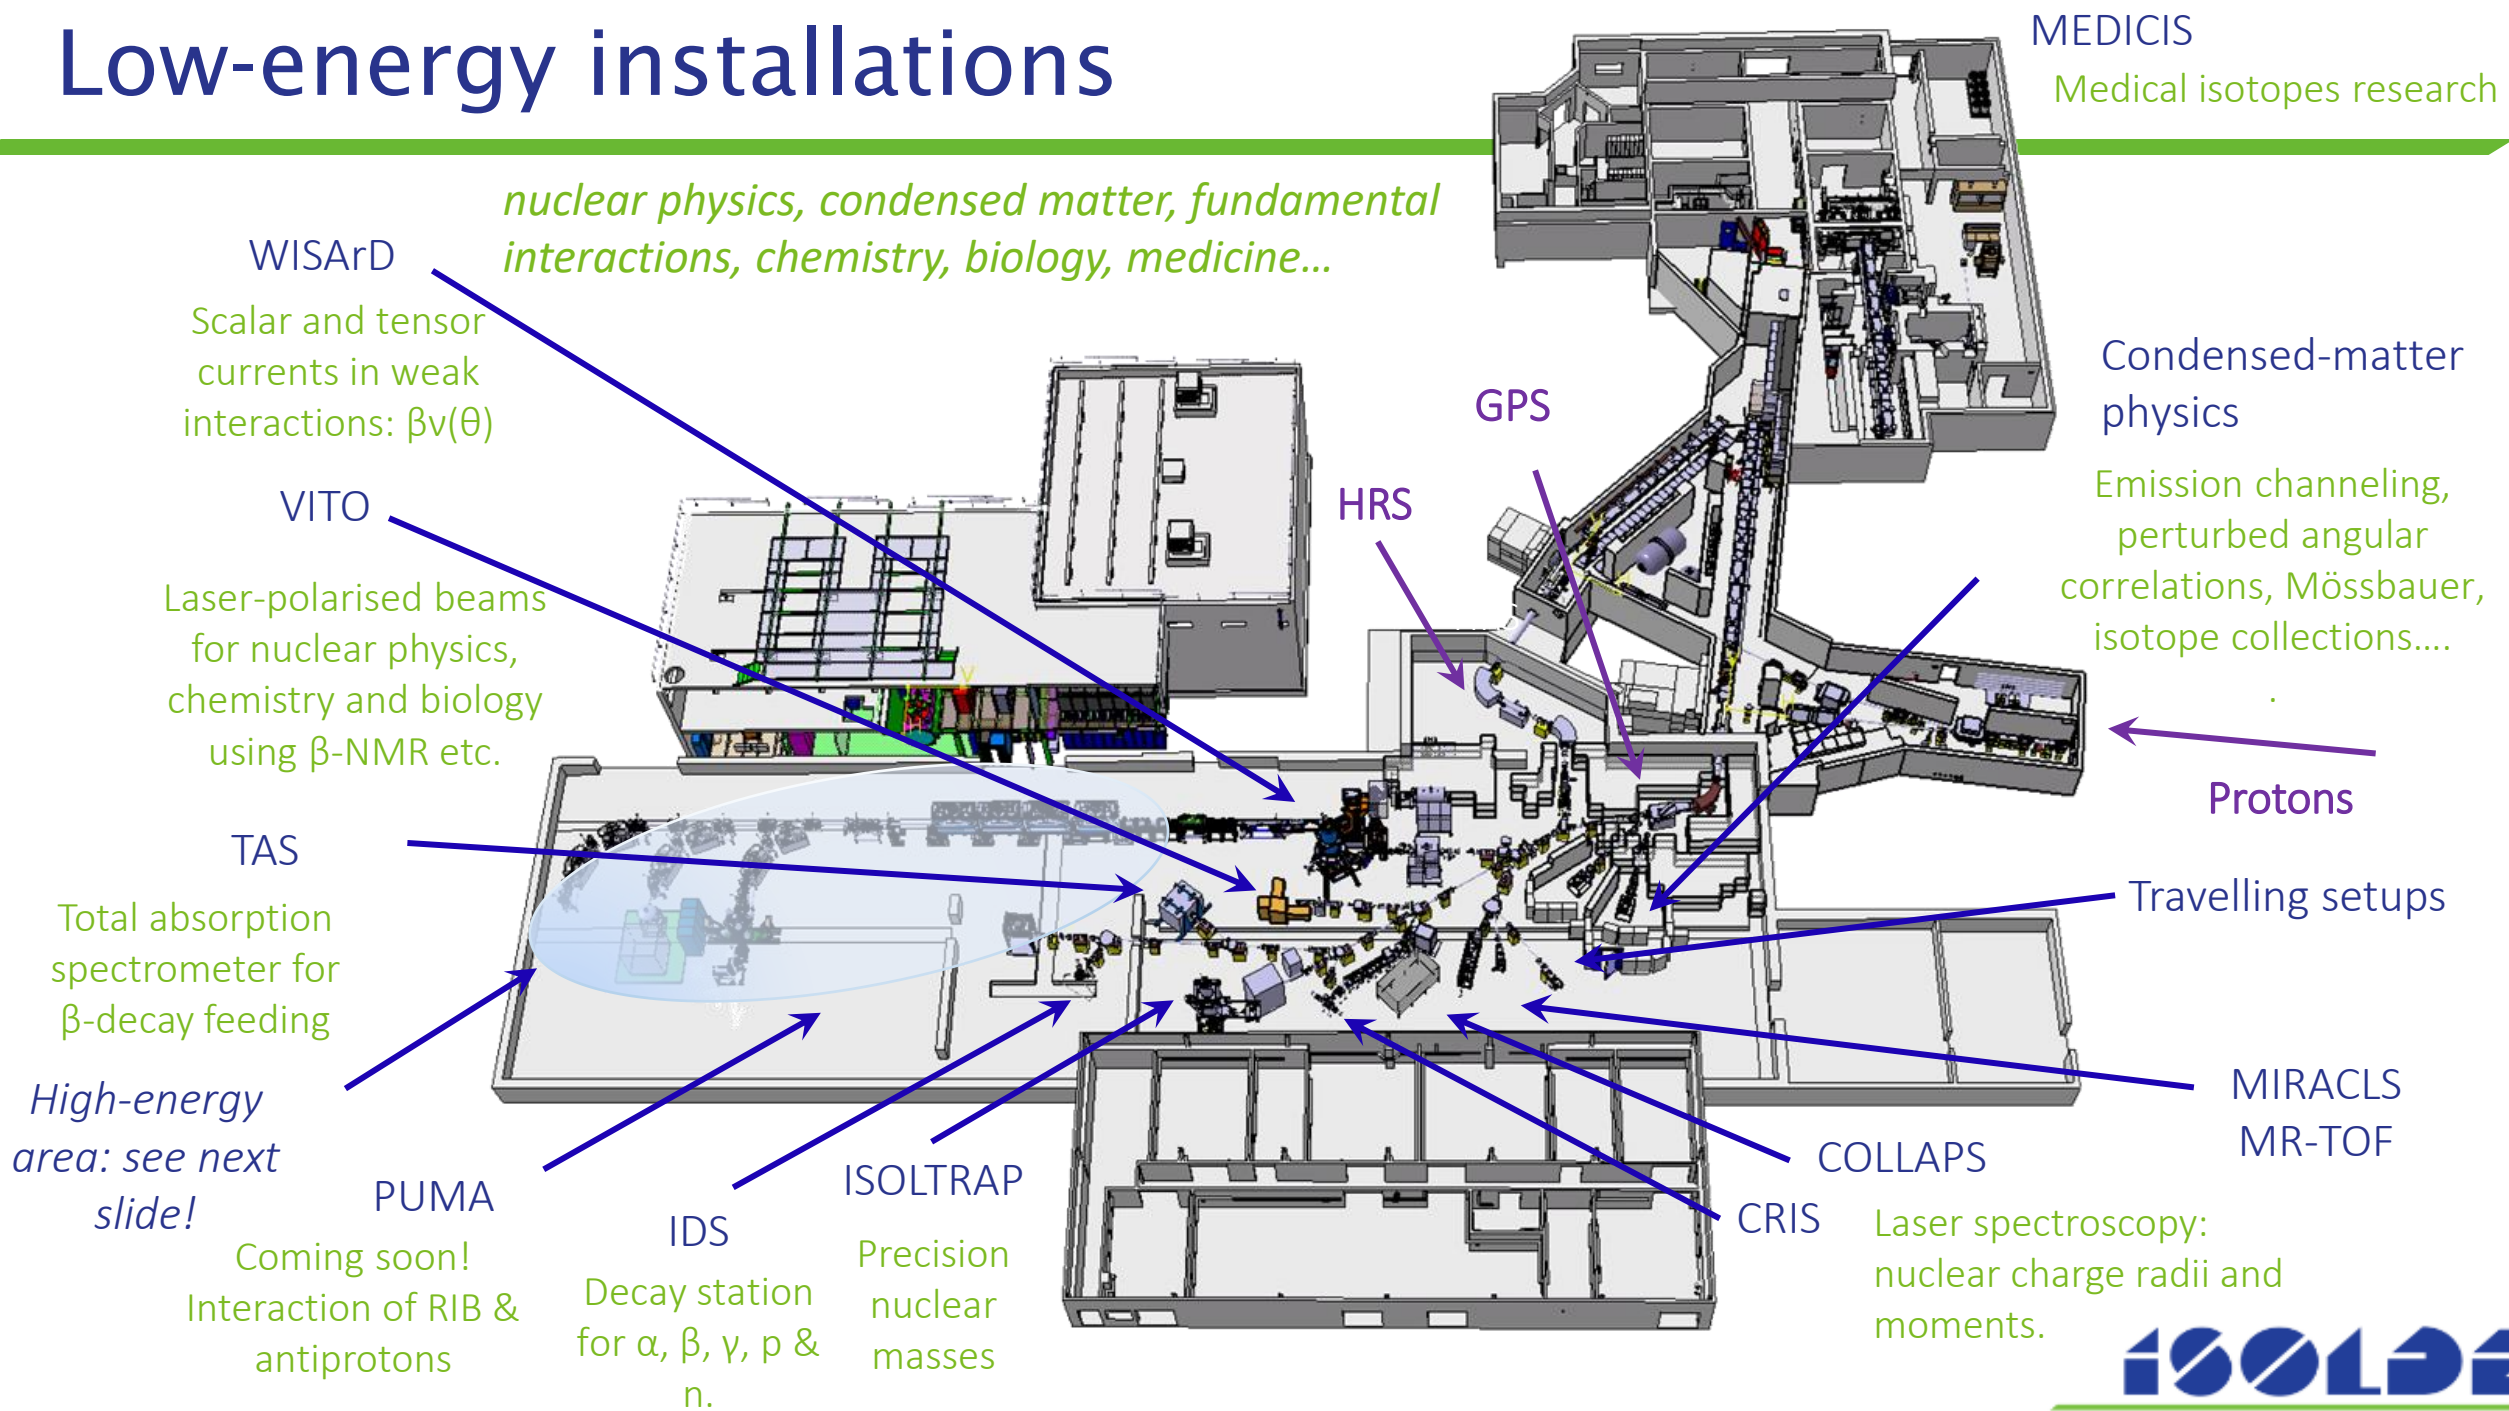 Low-energy installations
MEDICIS
Medical isotopes research
nuclear physics, condensed matter, fundamental
interactions, chemistry, biology, medicine…
WISArD
Scalar and tensor
currents in weak
interactions: βν(θ)
VITO
Laser-polarised beams
for nuclear physics,
chemistry and biology
using β-NMR etc.
TAS
Total absorption
spectrometer for
β-decay feeding
High-energy
area: see next
slide!
PUMA
Coming soon!
Interaction of RIB &
antiprotons
IDS
Decay station
for α, β, γ, p &
n.
ISOLTRAP
Precision
nuclear
masses
GPS
HRS
Condensed-matter
physics
Emission channeling,
perturbed angular
correlations, Mössbauer,
isotope collections….
.
Protons
Travelling setups
MIRACLS
MR-TOF
COLLAPS
CRIS
Laser spectroscopy:
nuclear charge radii and
moments.
ISOLDE